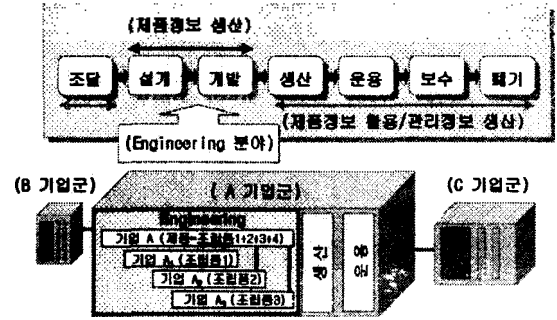 (제품정보 생산)
조달 설계 개발 생산 운용 보수 폐기
(제품정보 활용/관리정보 생산)
(Engineering 분야)
(B 기업군) (A 기업군) (C 기업군)
Engineering
기업 A (제품=조립품1+2+3+4)
기업 A₁ (조립품1)
기업 A₂ (조립품2)
기업 A₃ (조립품3)
생산
운용